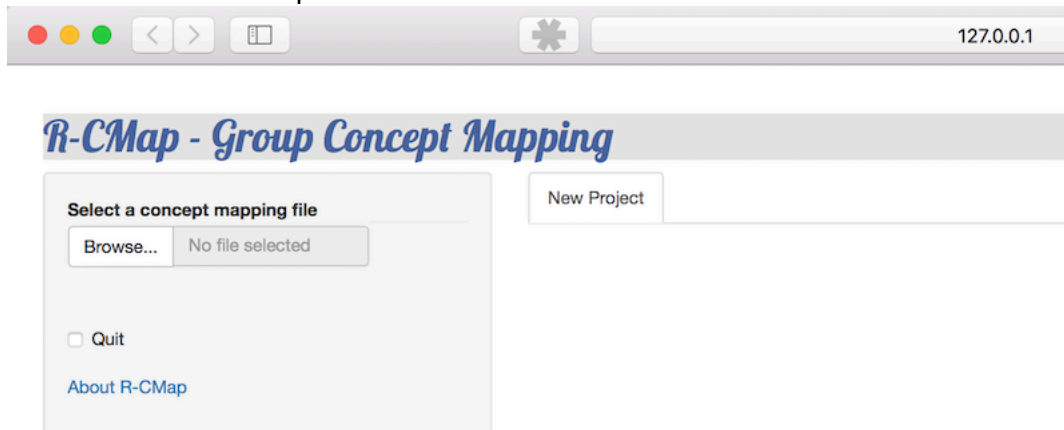 127.0.0.1
R-CMap - Group Concept Mapping
Select a concept mapping file
New Project
Browse... No file selected
Quit
About R-CMap